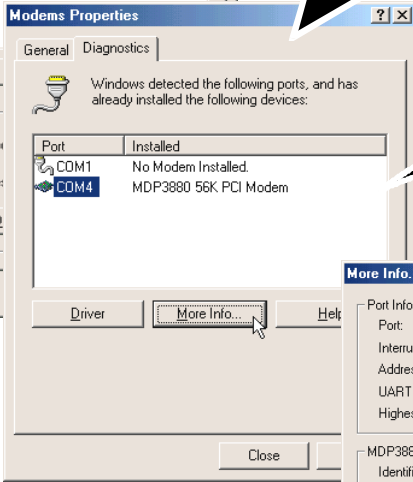 Modems Properties
General Diagnostics
Windows detected the following ports, and has
already installed the following devices:
Port Installed
COM1 No Modem Installed.
COM4 MDP3880 56K PCI Modem
Driver More Info... Help
Close
More Info.
Port Info
Port:
Interru
Addres
UART
Highes
MDP388
Identifi